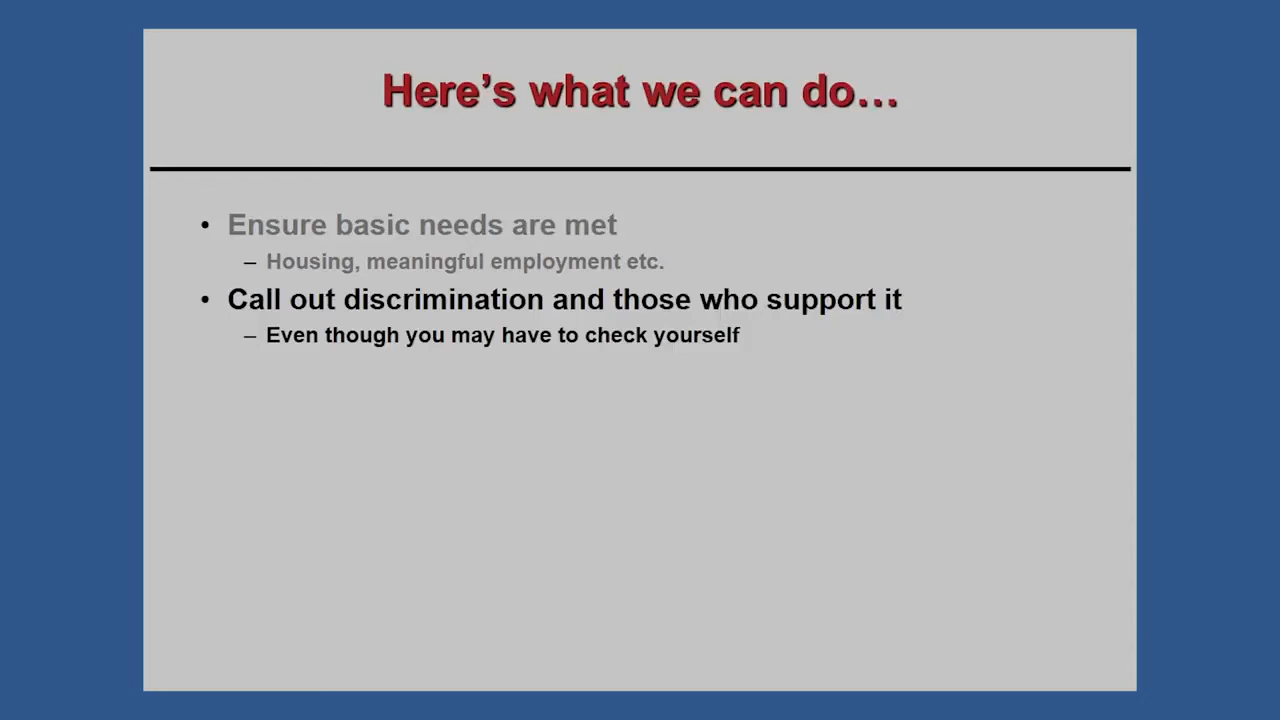 Here’s what we can do…
• Ensure basic needs are met
– Housing, meaningful employment etc.
• Call out discrimination and those who support it
– Even though you may have to check yourself